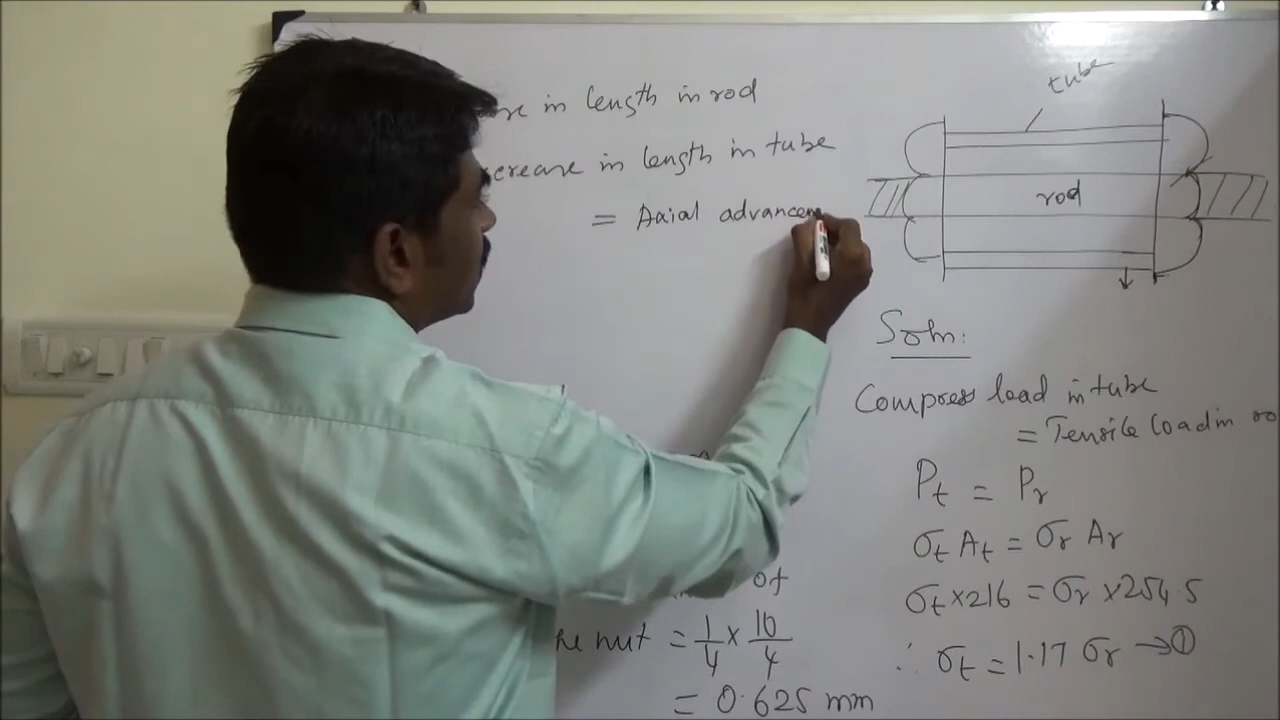 in length in rod
in length in tube
= Axial advancem
of
nut = 1/4 × 10/4
= 0.625 mm
tube
rod
Soln:
Compress load in tube
= Tensile load in ro
Pt = Pr
σt At = σr Ar
σt × 216 = σr × 254 5
∴ σt = 1.17 σr → ①